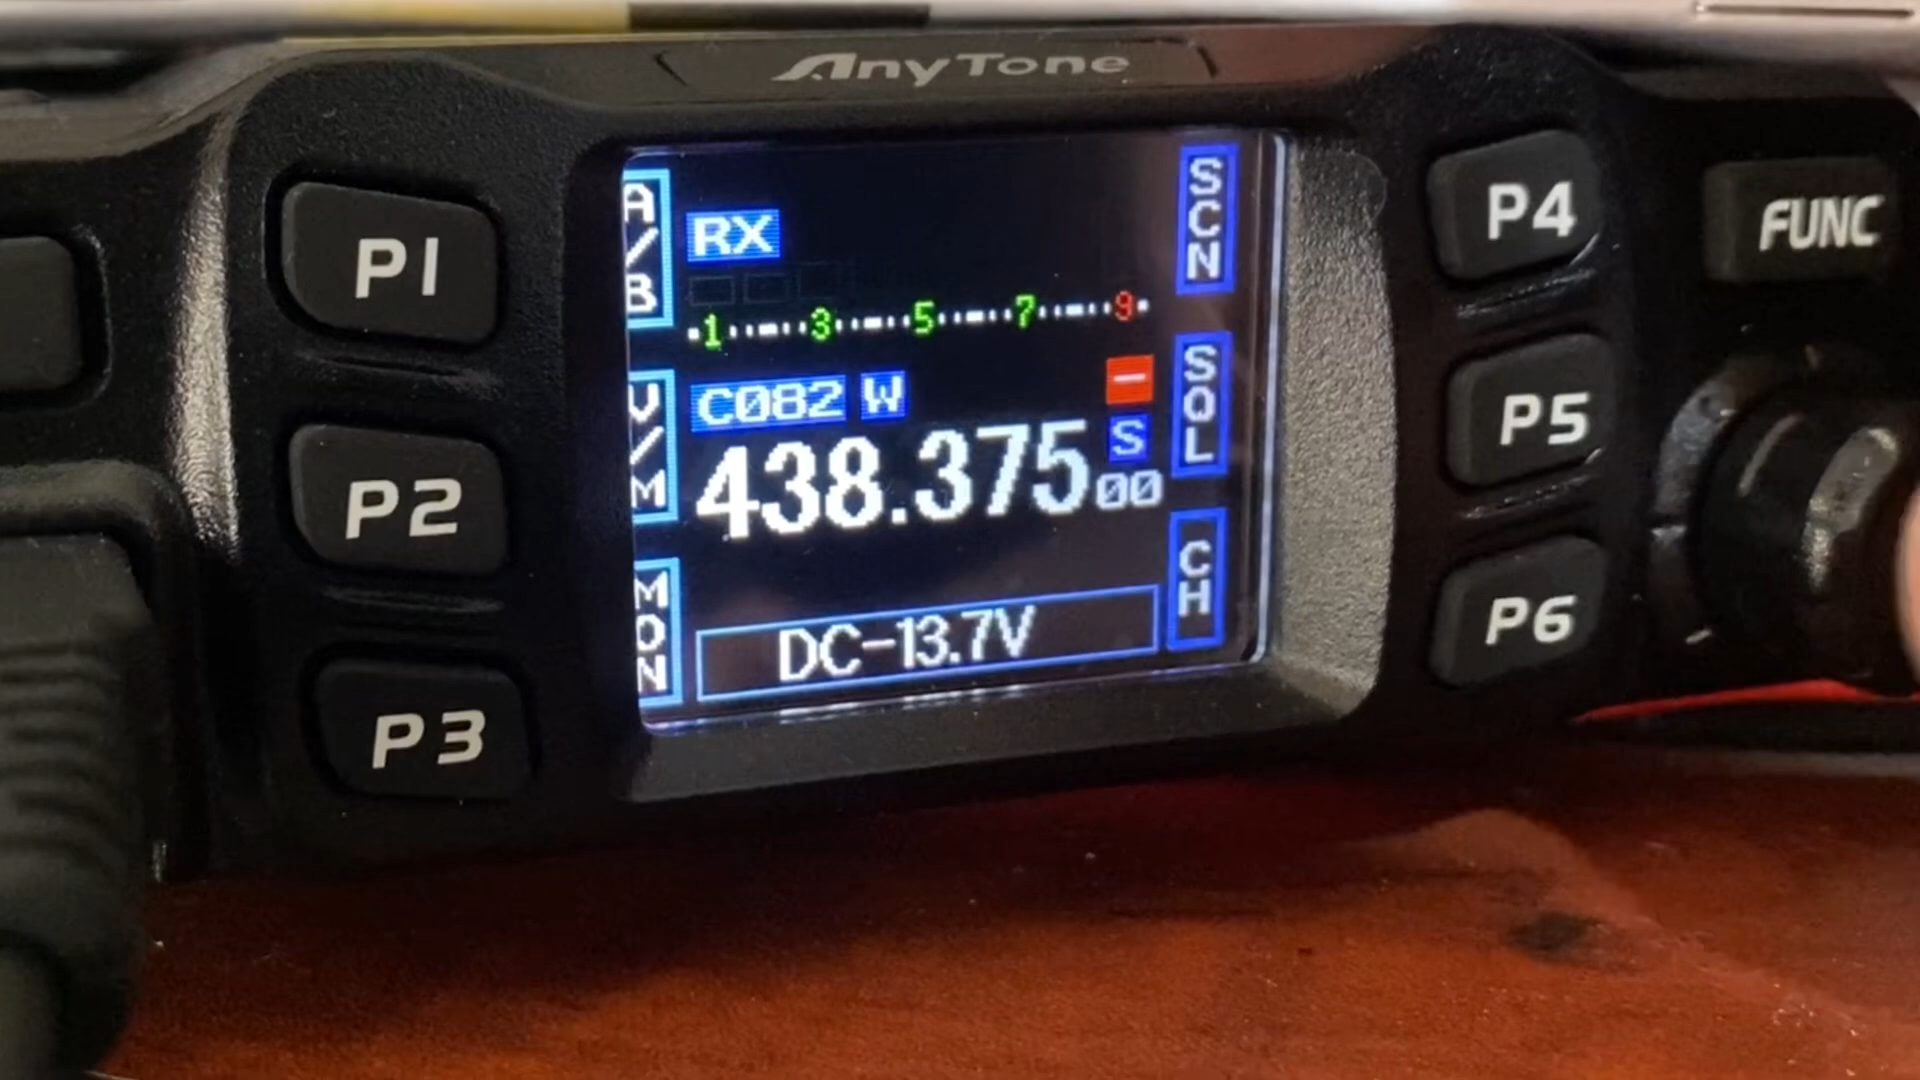 AnyTone
P1
P2
P3
A/B
V/M
MON
RX
1 3 5 7 9
C082 W
–
438.37500
S
DC-13.7V
SCN
SQL
CH
P4
P5
P6
FUNC